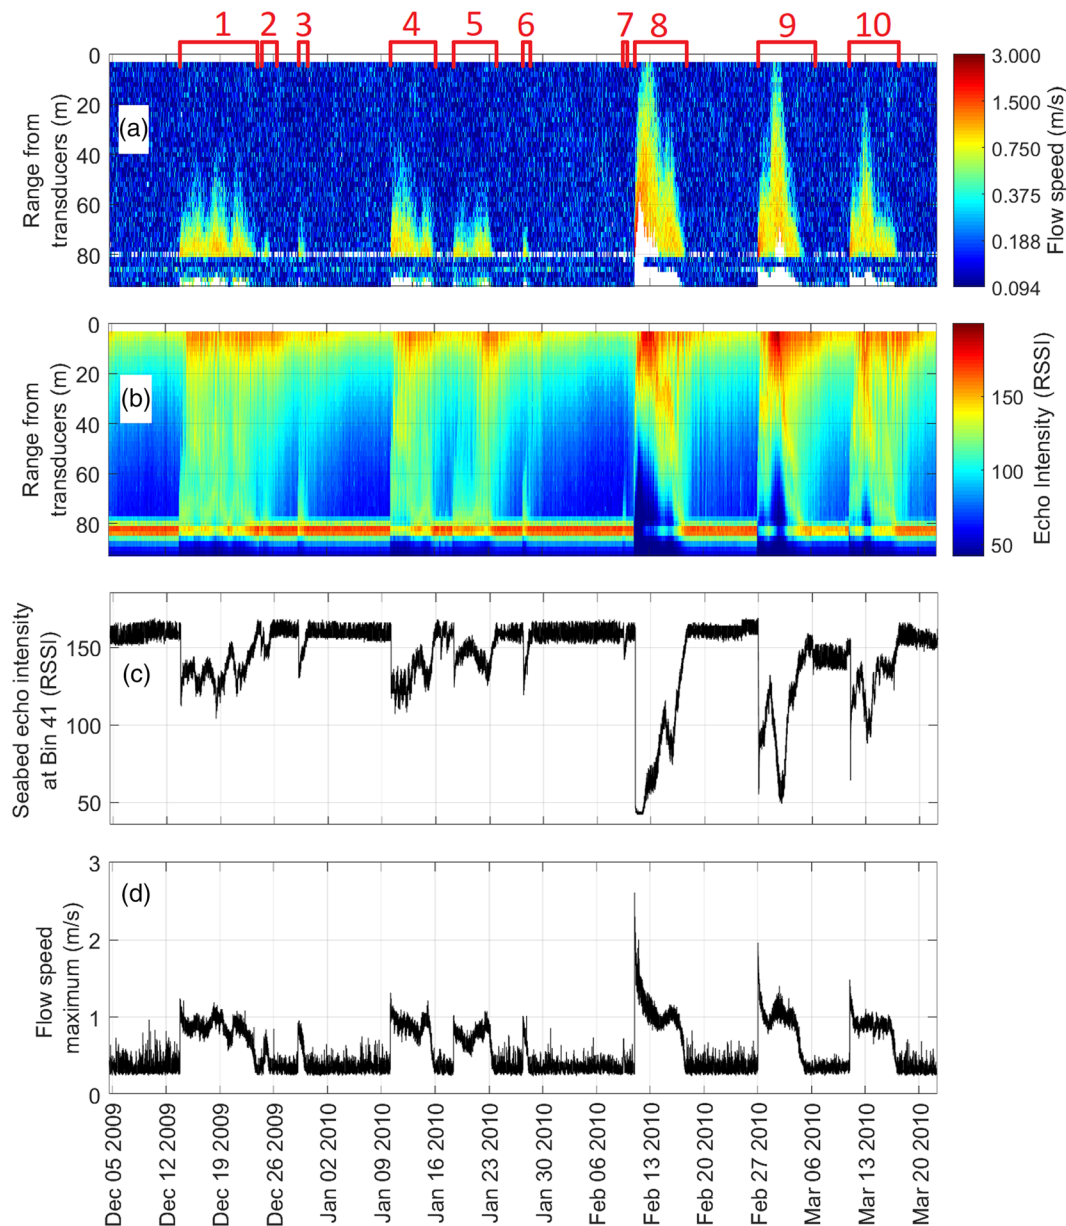 1 2 3 4 5 6 7 8 9 10
(a)
Range from
transducers (m)
0
20
40
60
80
3.000
1.500
0.750
0.375
0.188
0.094
Flow speed (m/s)
(b)
Range from
transducers (m)
0
20
40
60
80
150
100
50
Echo Intensity (RSSI)
(c)
Seabed echo intensity
at Bin 41 (RSSI)
150
100
50
(d)
Flow speed
maximum (m/s)
3
2
1
0
Dec 05 2009
Dec 12 2009
Dec 19 2009
Dec 26 2009
Jan 02 2010
Jan 09 2010
Jan 16 2010
Jan 23 2010
Jan 30 2010
Feb 06 2010
Feb 13 2010
Feb 20 2010
Feb 27 2010
Mar 06 2010
Mar 13 2010
Mar 20 2010